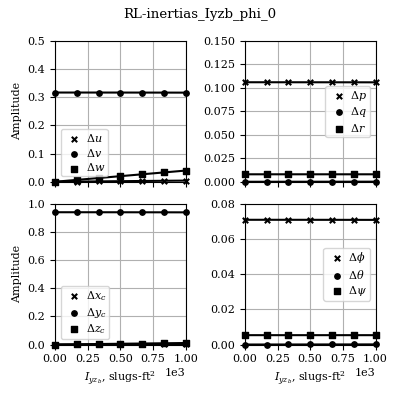 RL-inertias_Iyzb_phi_0
0.5
0.4
0.3
0.2
0.1
0.0
Amplitude
Δu
Δv
Δw
0.150
0.125
0.100
0.075
0.050
0.025
0.000
Δp
Δq
Δr
1.0
0.8
0.6
0.4
0.2
0.0
Amplitude
Δx_c
Δy_c
Δz_c
0.00 0.25 0.50 0.75 1.00
1e3
I_{yz_b}, slugs-ft²
0.08
0.06
0.04
0.02
0.00
Δϕ
Δθ
Δψ
0.00 0.25 0.50 0.75 1.00
1e3
I_{yz_b}, slugs-ft²